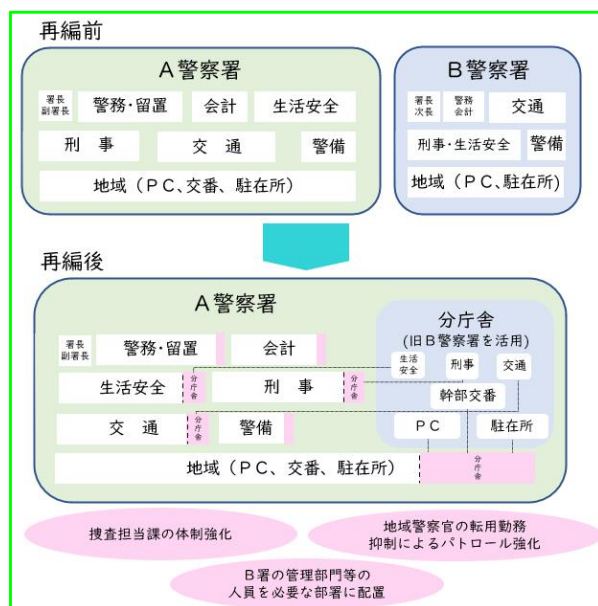 再編前
A警察署
署長
副署長
警務・留置
会計
生活安全
刑 事
交 通
警備
地域（PC、交番、駐在所）
B警察署
署長
次長
警務
会計
交通
刑事・生活安全
警備
地域（PC、駐在所）
再編後
A警察署
署長
副署長
警務・留置
会計
生活安全
分庁舎
刑 事
分庁舎
交 通
分庁舎
警備
地域（PC、交番、駐在所）
分庁舎
分庁舎
(旧B警察署を活用)
生活
安全
刑事
交通
幹部交番
PC
駐在所
捜査担当課の体制強化
地域警察官の転用勤務
抑制によるパトロール強化
B署の管理部門等の
人員を必要な部署に配置